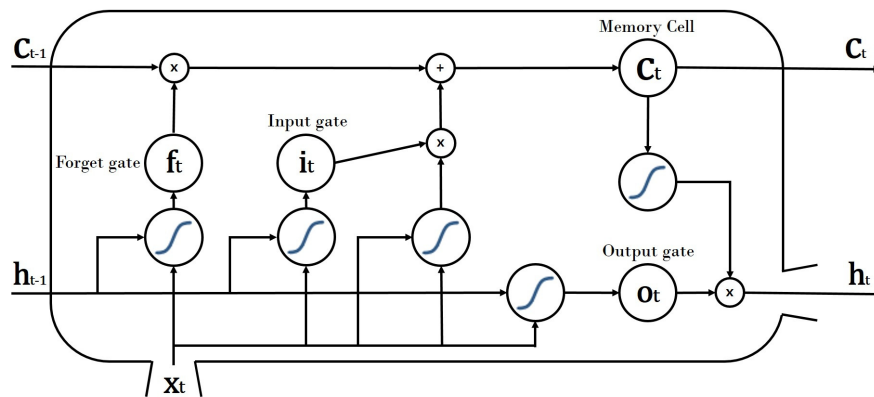 Memory Cell
Ct-1
Ct
x
+
Ct
Input gate
x
Forget gate
ft
it
Output gate
ht-1
ot
x
ht
xt